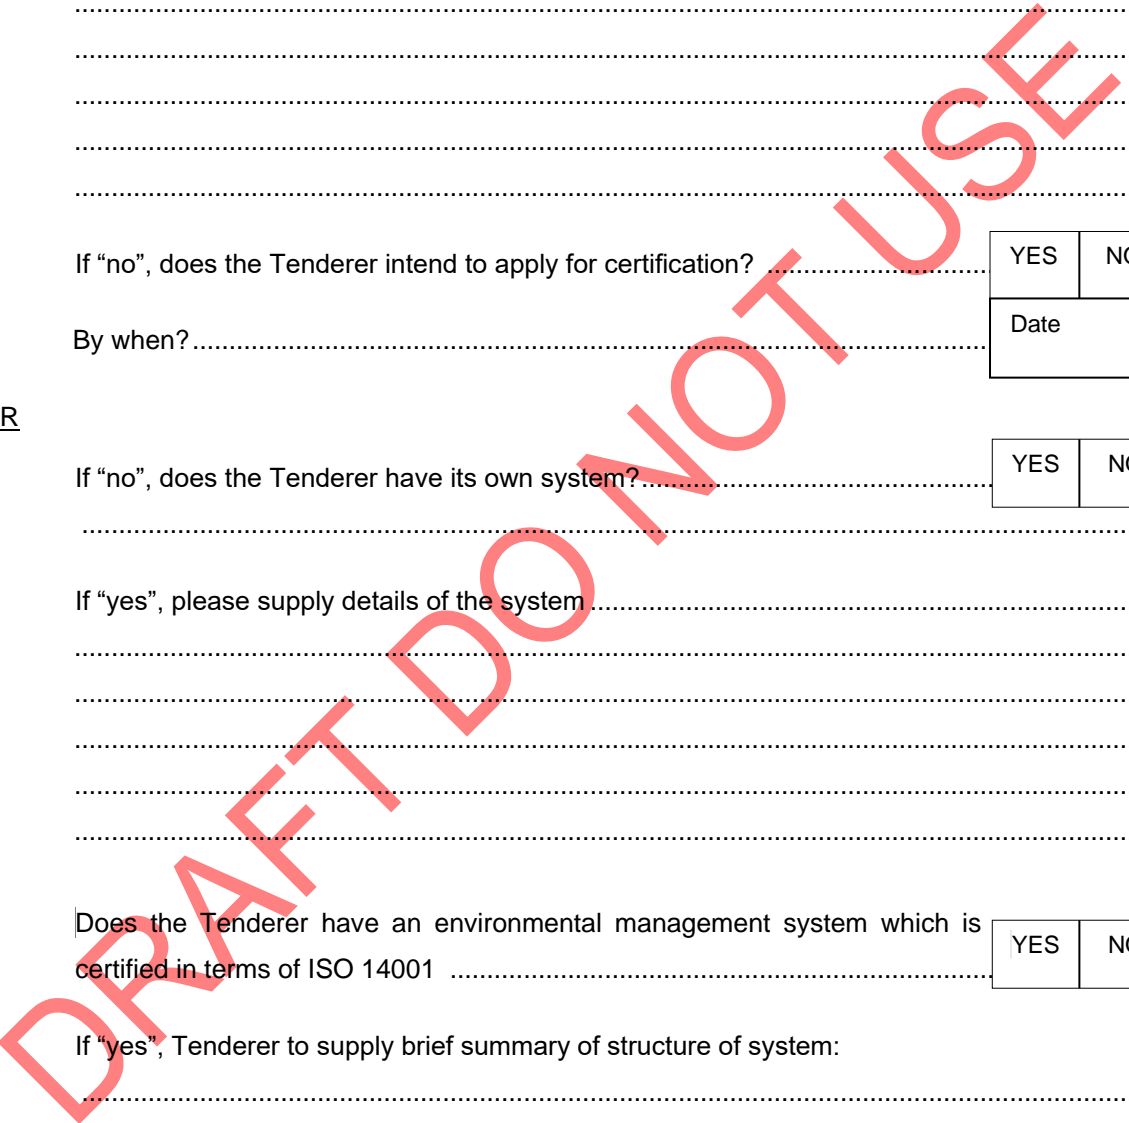 If “no”, does the Tenderer intend to apply for certification? ..............................
YES
By when?..............................
Date
R
If “no”, does the Tenderer have its own system?..............................
YES
If “yes”, please supply details of the system ..............................
Does the Tenderer have an environmental management system which is
certified in terms of ISO 14001 ..............................
YES
If “yes”, Tenderer to supply brief summary of structure of system:
DRAFT DO NOT USE